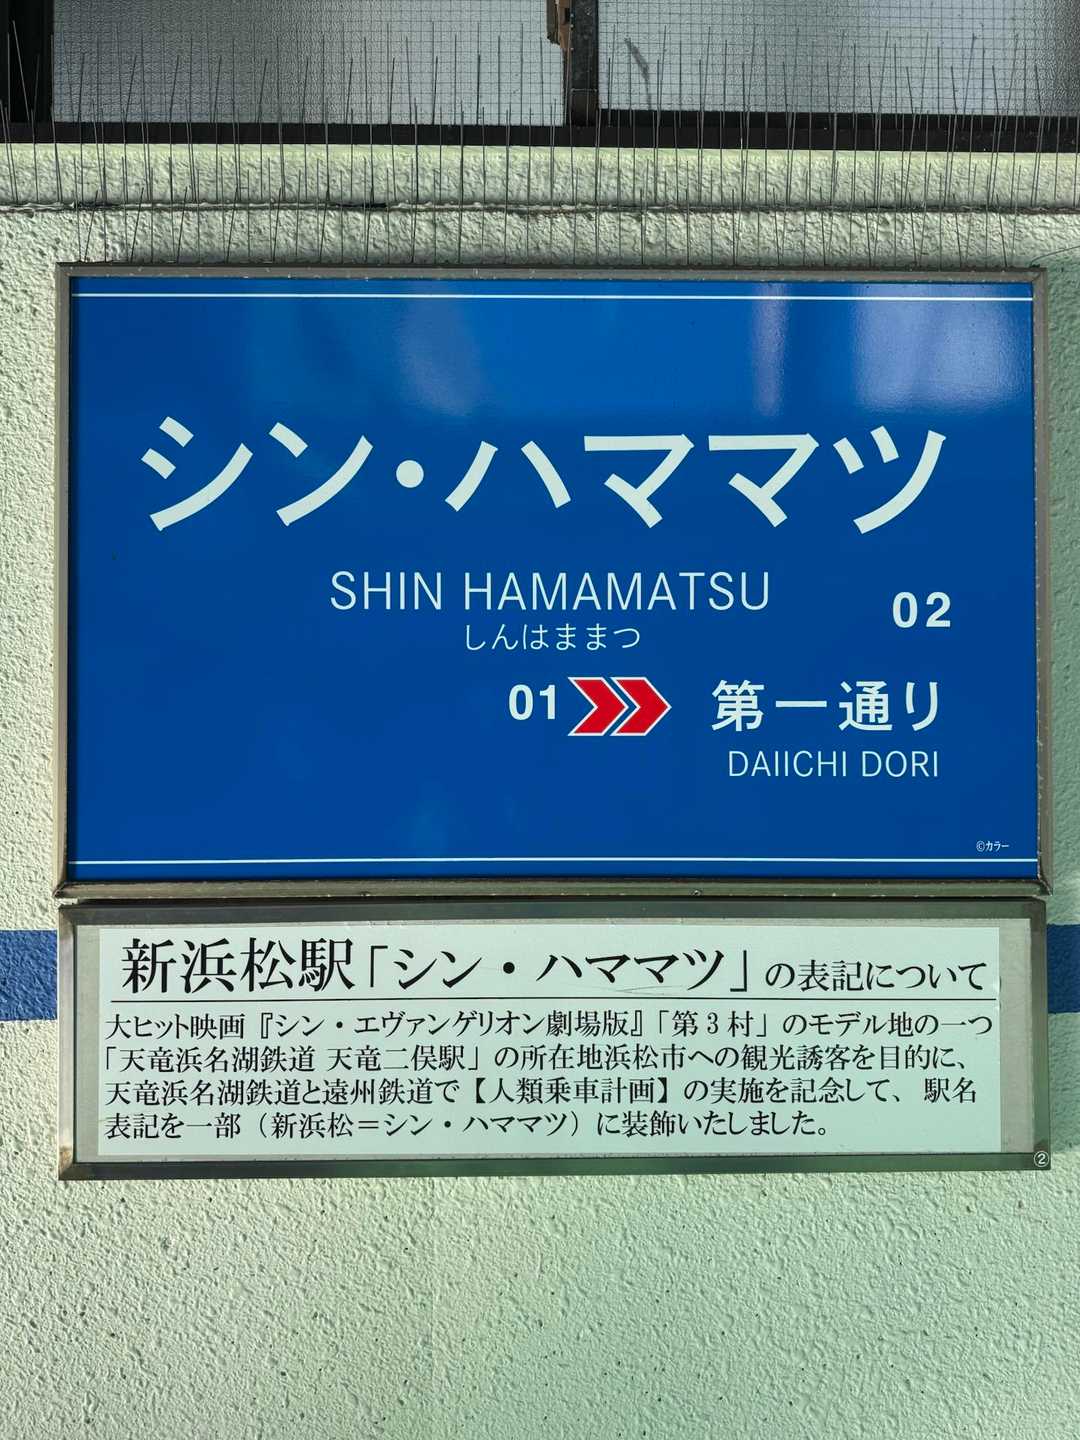 シン・ハママツ
SHIN HAMAMATSU
しんはままつ
02
01
第一通り
DAIICHI DORI
©カラー
新浜松駅「シン・ハママツ」の表記について
大ヒット映画『シン・エヴァンゲリオン劇場版』「第3村」のモデル地の一つ
「天竜浜名湖鉄道 天竜二俣駅」の所在地浜松市への観光誘客を目的に、
天竜浜名湖鉄道と遠州鉄道で【人類乗車計画】の実施を記念して、駅名
表記を一部（新浜松＝シン・ハママツ）に装飾いたしました。
②